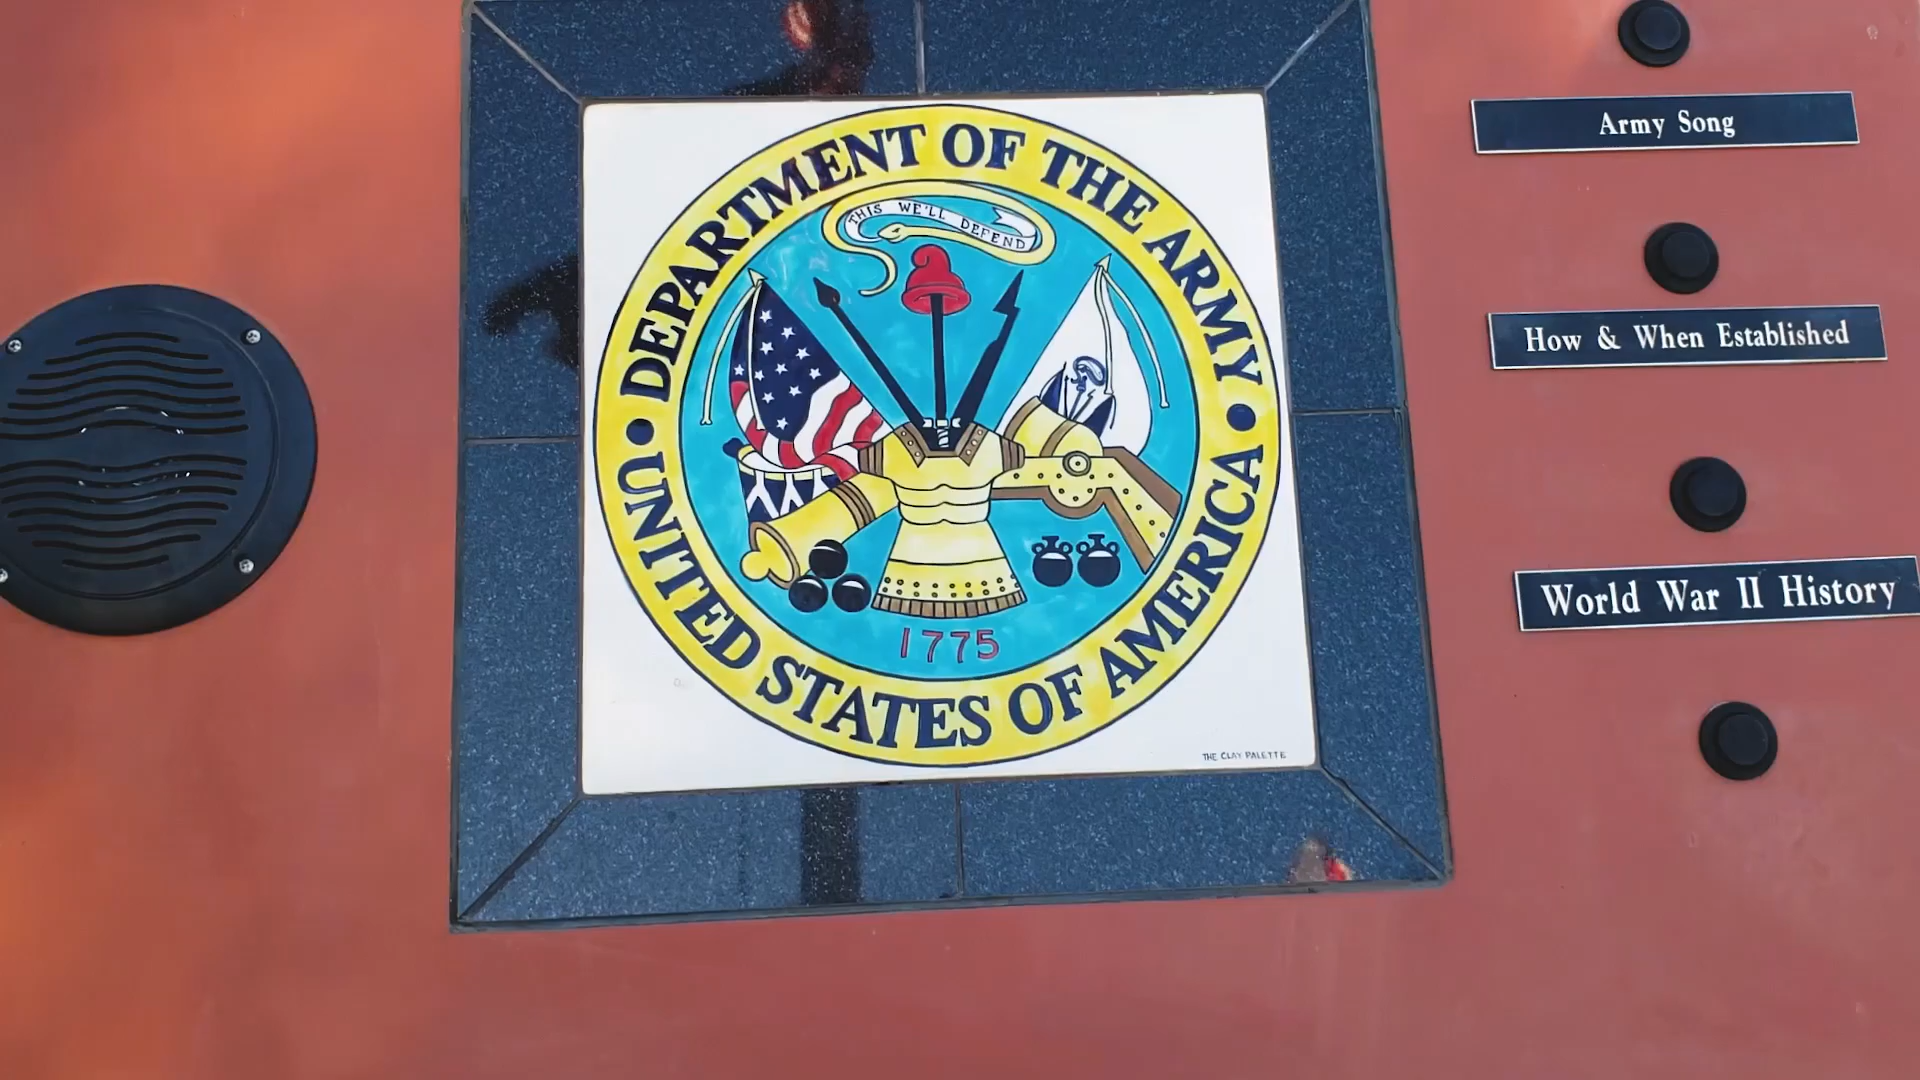 DEPARTMENT OF THE ARMY
THIS WE'LL DEFEND
1775
UNITED STATES OF AMERICA
THE CLAY PALETTE
Army Song
How & When Established
World War II History